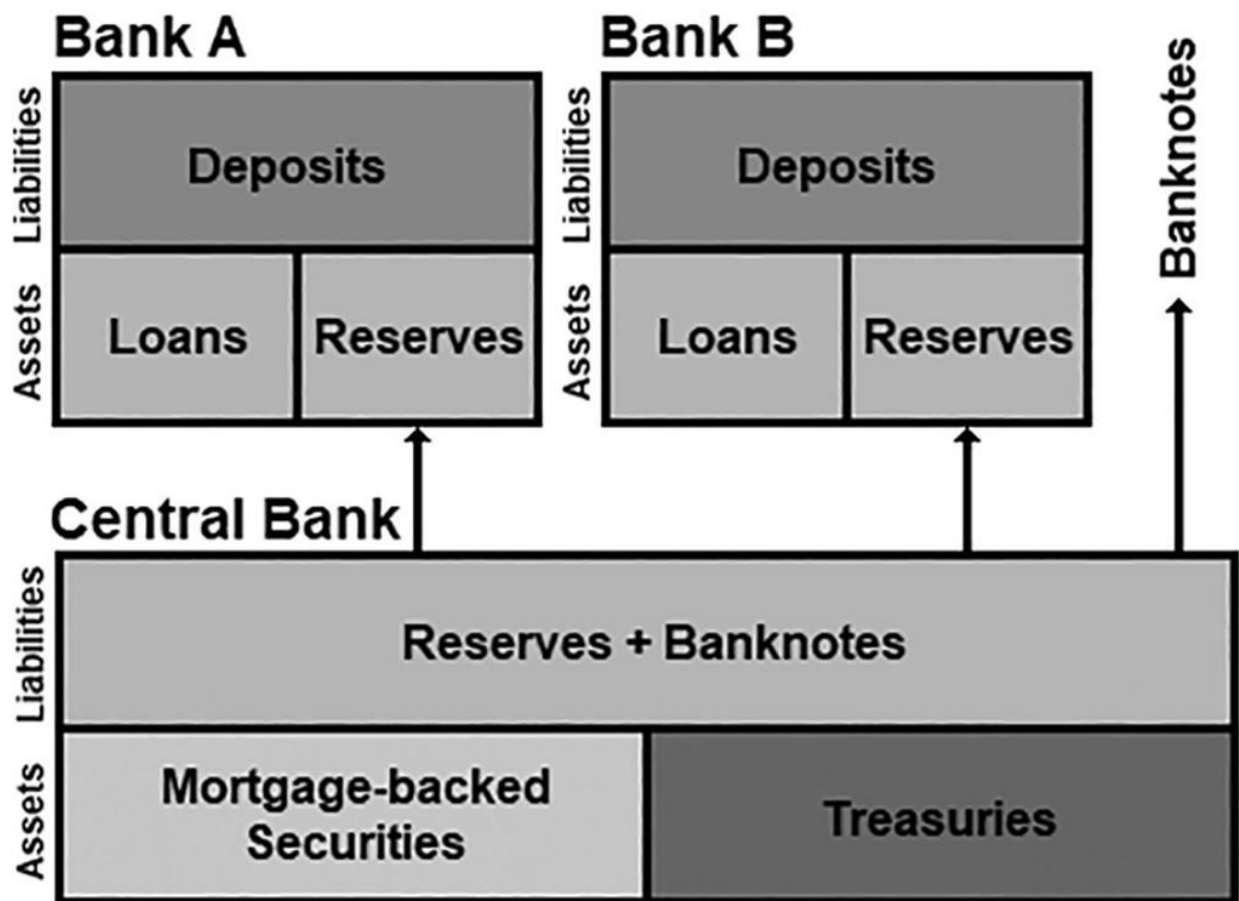 Bank A
Liabilities
Deposits
Assets
Loans
Reserves
Bank B
Liabilities
Deposits
Assets
Loans
Reserves
Banknotes
Central Bank
Liabilities
Reserves + Banknotes
Assets
Mortgage-backed
Securities
Treasuries